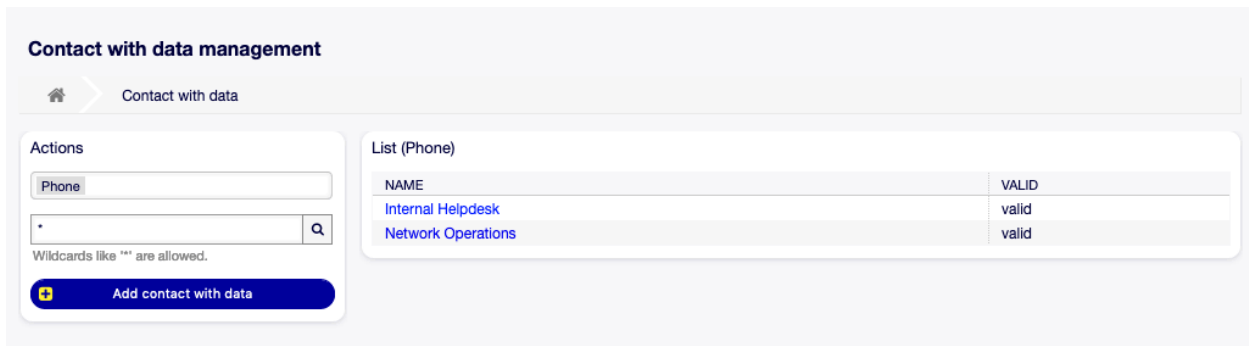 Contact with data management
Contact with data
Actions
Phone
*
Wildcards like '*' are allowed.
Add contact with data
List (Phone)
NAME VALID
Internal Helpdesk valid
Network Operations valid